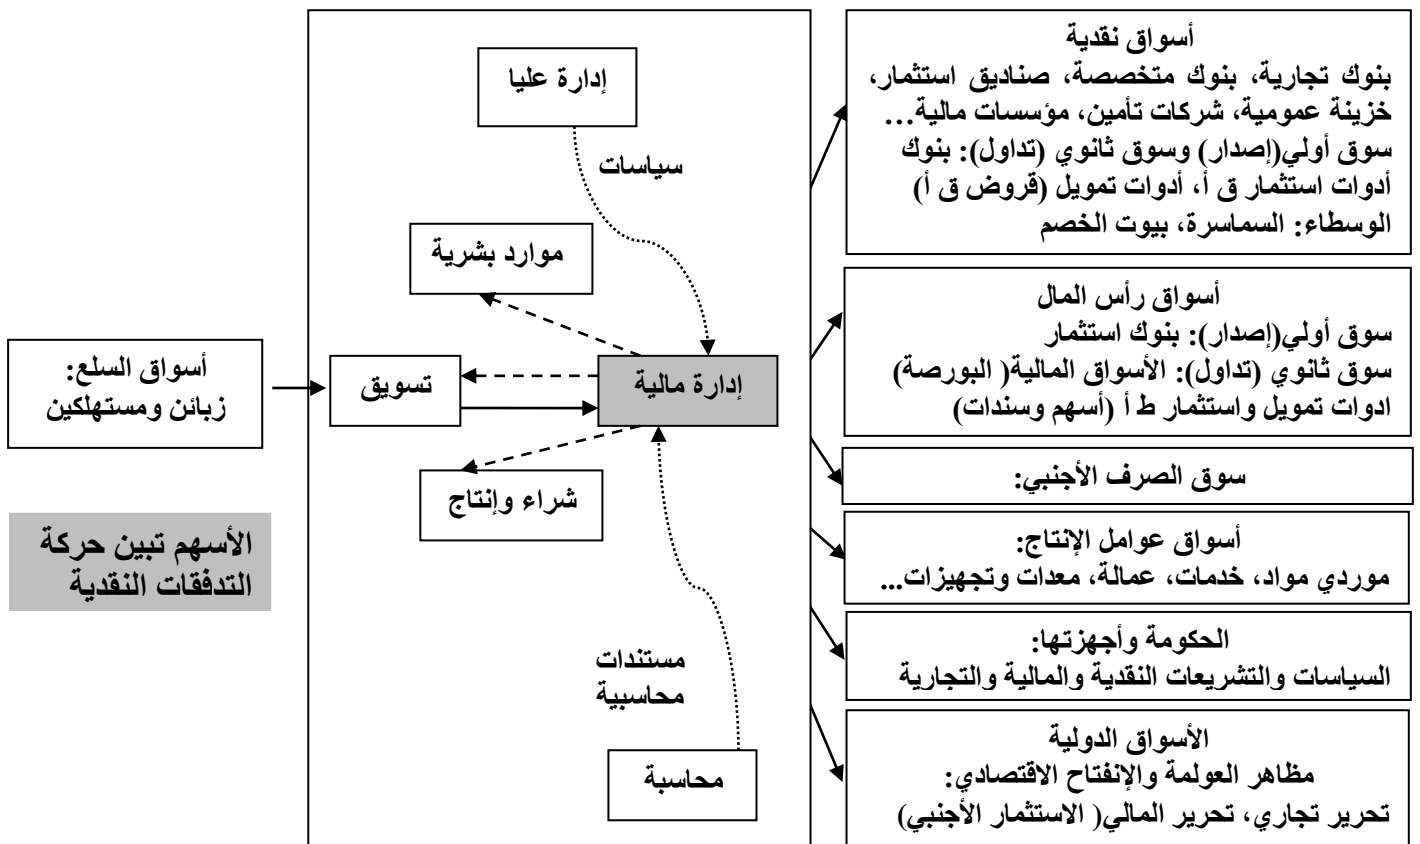 أسواق نقدية
بنوك تجارية، بنوك متخصصة، صناديق استثمار،
خزينة عمومية، شركات تأمين، مؤسسات مالية...
سوق أولي(إصدار) وسوق ثانوي (تداول): بنوك
أدوات استثمار ق أ، أدوات تمويل (قروض ق أ)
الوسطاء: السماسرة، بيوت الخصم
أسواق رأس المال
سوق أولي(إصدار): بنوك استثمار
سوق ثانوي (تداول): الأسواق المالية( البورصة)
ادوات تمويل واستثمار ط أ (أسهم وسندات)
سوق الصرف الأجنبي:
أسواق عوامل الإنتاج:
موردي مواد، خدمات، عمالة، معدات وتجهيزات...
الحكومة وأجهزتها:
السياسات والتشريعات النقدية والمالية والتجارية
الأسواق الدولية
مظاهر العولمة والإنفتاح الاقتصادي:
تحرير تجاري، تحرير المالي( الاستثمار الأجنبي)
إدارة عليا
سياسات
موارد بشرية
إدارة مالية
تسويق
شراء وإنتاج
مستندات
محاسبية
محاسبة
أسواق السلع:
زبائن ومستهلكين
الأسهم تبين حركة
التدفقات النقدية